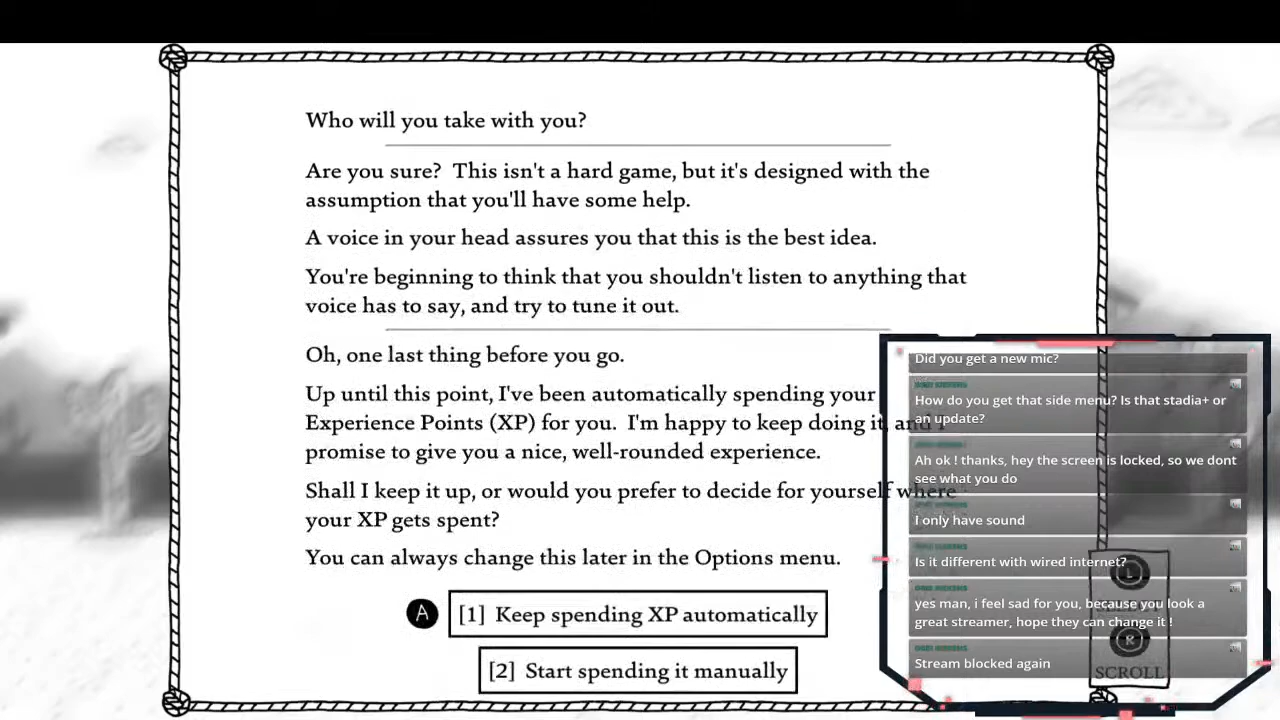 Who will you take with you?
Are you sure?  This isn't a hard game, but it's designed with the
assumption that you'll have some help.
A voice in your head assures you that this is the best idea.
You're beginning to think that you shouldn't listen to anything that
voice has to say, and try to tune it out.
Oh, one last thing before you go.
Up until this point, I've been automatically spending your
Experience Points (XP) for you.  I'm happy to keep doing it, and I
promise to give you a nice, well-rounded experience.
Shall I keep it up, or would you prefer to decide for yourself where
your XP gets spent?
You can always change this later in the Options menu.
A [1] Keep spending XP automatically
[2] Start spending it manually
Did you get a new mic?
How do you get that side menu? Is that stadia+ or
an update?
Ah ok ! thanks, hey the screen is locked, so we dont
see what you do
I only have sound
Is it different with wired internet?
yes man, i feel sad for you, because you look a
great streamer, hope they can change it !
Stream blocked again
L
SELECT
R
SCROLL